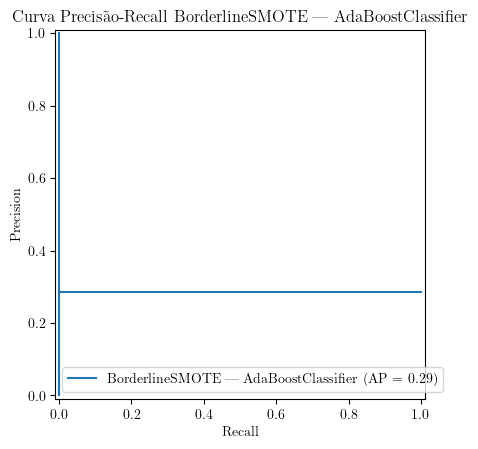 Curva Precisão-Recall BorderlineSMOTE — AdaBoostClassifier
1.0
0.8
0.6
0.4
0.2
0.0
Precision
BorderlineSMOTE — AdaBoostClassifier (AP = 0.29)
0.0 0.2 0.4 0.6 0.8 1.0
Recall